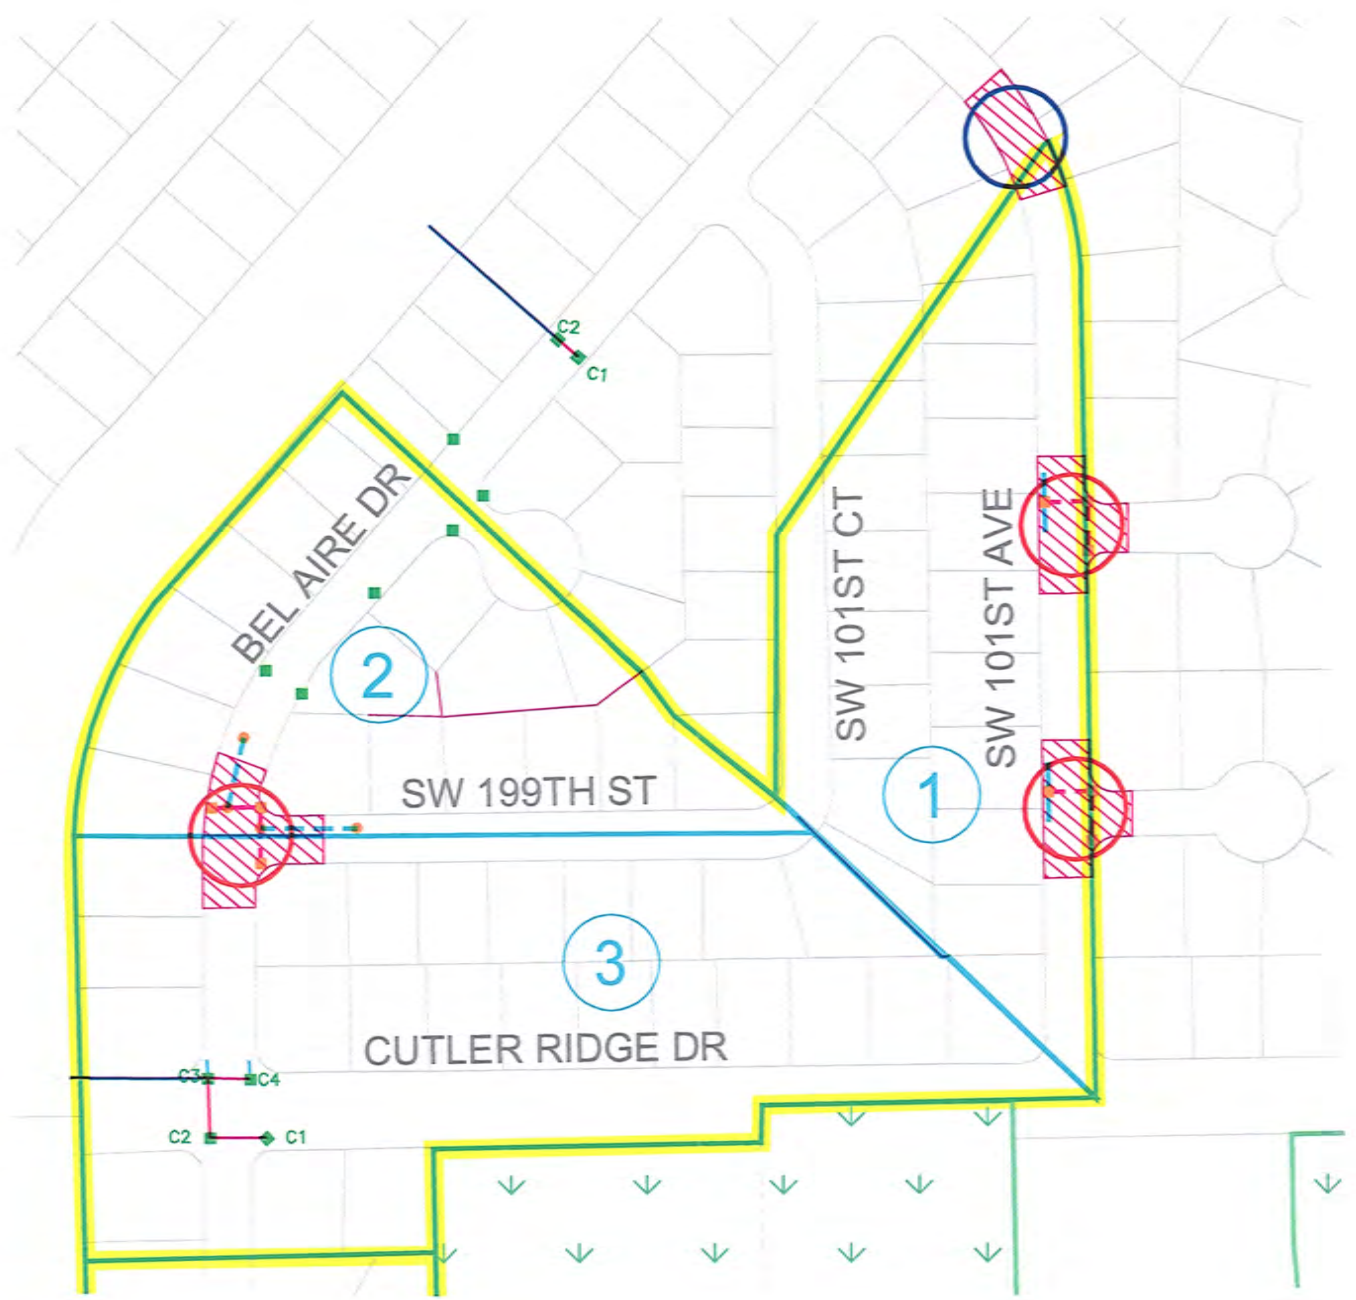 C2
C1
BEL AIRE DR
SW 101ST CT
SW 101ST AVE
2
SW 199TH ST
1
3
CUTLER RIDGE DR
C3
C4
C2
C1